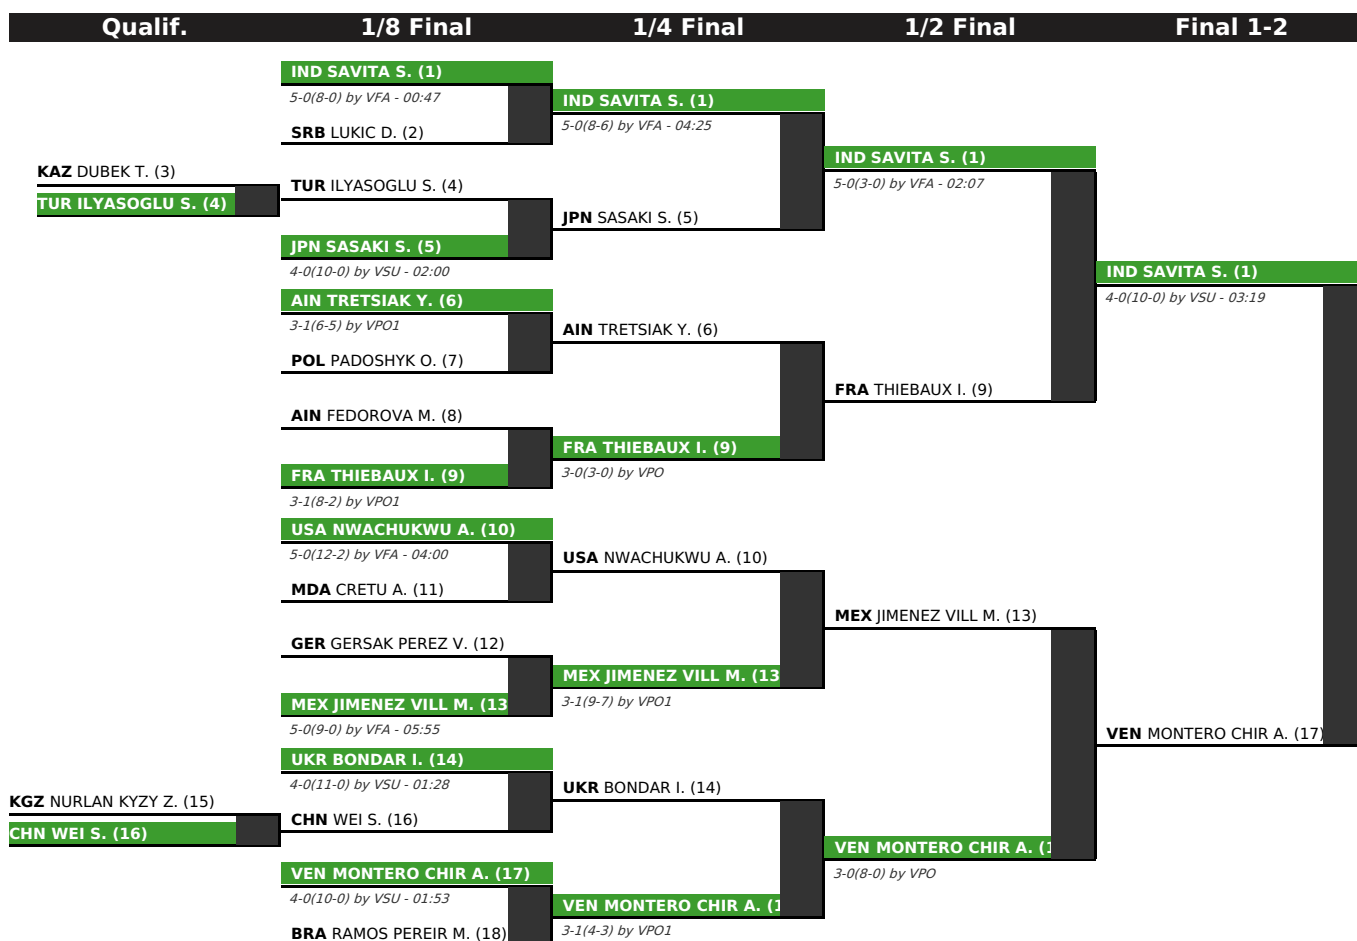 Qualif.
1/8 Final
1/4 Final
1/2 Final
Final 1-2
KAZ DUBEK T. (3)
TUR ILYASOGLU S. (4)
KGZ NURLAN KYZY Z. (15)
CHN WEI S. (16)
IND SAVITA S. (1)
5-0(8-0) by VFA - 00:47
SRB LUKIC D. (2)
TUR ILYASOGLU S. (4)
JPN SASAKI S. (5)
4-0(10-0) by VSU - 02:00
AIN TRETSIAK Y. (6)
3-1(6-5) by VPO1
POL PADOSHYK O. (7)
AIN FEDOROVA M. (8)
FRA THIEBAUX I. (9)
3-1(8-2) by VPO1
USA NWACHUKWU A. (10)
5-0(12-2) by VFA - 04:00
MDA CRETU A. (11)
GER GERSAK PEREZ V. (12)
MEX JIMENEZ VILL M. (13
5-0(9-0) by VFA - 05:55
UKR BONDAR I. (14)
4-0(11-0) by VSU - 01:28
CHN WEI S. (16)
VEN MONTERO CHIR A. (17)
4-0(10-0) by VSU - 01:53
BRA RAMOS PEREIR M. (18)
IND SAVITA S. (1)
5-0(8-6) by VFA - 04:25
JPN SASAKI S. (5)
AIN TRETSIAK Y. (6)
FRA THIEBAUX I. (9)
3-0(3-0) by VPO
USA NWACHUKWU A. (10)
MEX JIMENEZ VILL M. (13
3-1(9-7) by VPO1
UKR BONDAR I. (14)
VEN MONTERO CHIR A. (1
3-1(4-3) by VPO1
IND SAVITA S. (1)
5-0(3-0) by VFA - 02:07
FRA THIEBAUX I. (9)
MEX JIMENEZ VILL M. (13)
VEN MONTERO CHIR A. (1
3-0(8-0) by VPO
IND SAVITA S. (1)
4-0(10-0) by VSU - 03:19
VEN MONTERO CHIR A. (17)